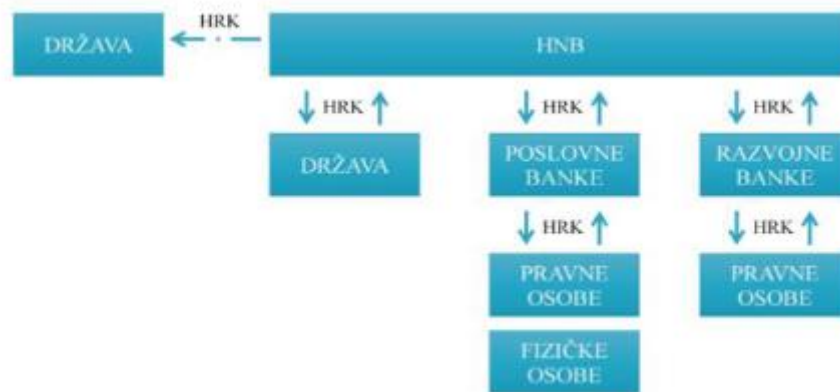 HRK
DRŽAVA
HNB
HRK
HRK
HRK
DRŽAVA
POSLOVNE
BANKE
RAZVOJNE
BANKE
HRK
HRK
PRAVNE
OSOBE
PRAVNE
OSOBE
FIZIČKE
OSOBE